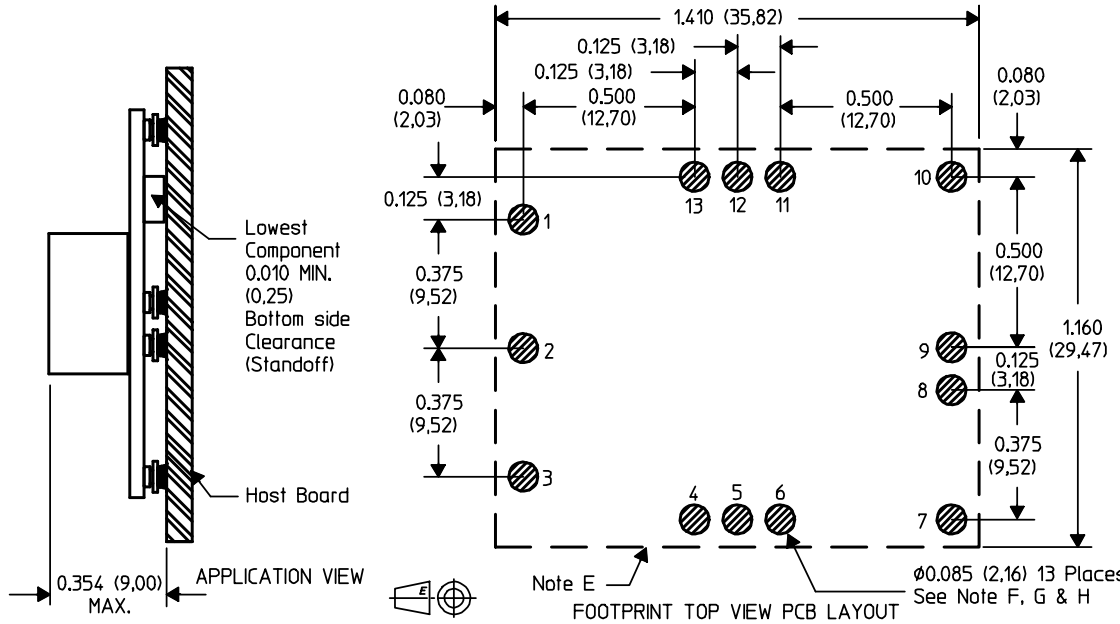 1.410 (35,82)
0.125 (3,18)
0.125 (3,18)
0.080
(2,03)
0.500
(12,70)
0.500
(12,70)
0.080
(2,03)
0.125 (3,18)
1
13
12
11
10
Lowest
Component
0.010 MIN.
(0,25)
Bottom side
Clearance
(Standoff)
0.375
(9,52)
2
0.375
(9,52)
3
0.500
(12,70)
9
0.125
(3,18)
8
1.160
(29,47)
0.375
(9,52)
Host Board
4
5
6
7
0.354 (9,00)
MAX.
APPLICATION VIEW
E
Note E
FOOTPRINT TOP VIEW PCB LAYOUT
ø0.085 (2,16) 13 Places
See Note F, G & H